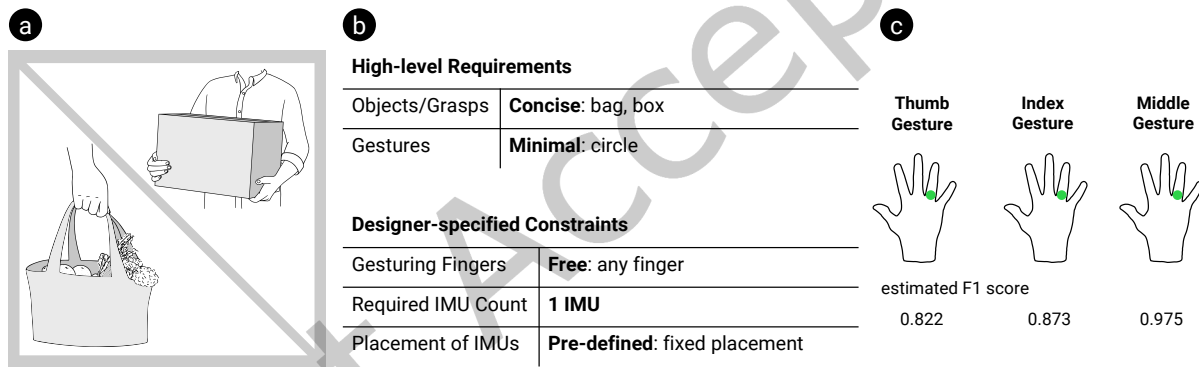 a
b
c
High-level Requirements
Objects/Grasps Concise: bag, box
Gestures Minimal: circle
Designer-specified Constraints
Gesturing Fingers Free: any finger
Required IMU Count 1 IMU
Placement of IMUs Pre-defined: fixed placement
Thumb Index Middle
Gesture Gesture Gesture
estimated F1 score
0.822 0.873 0.975